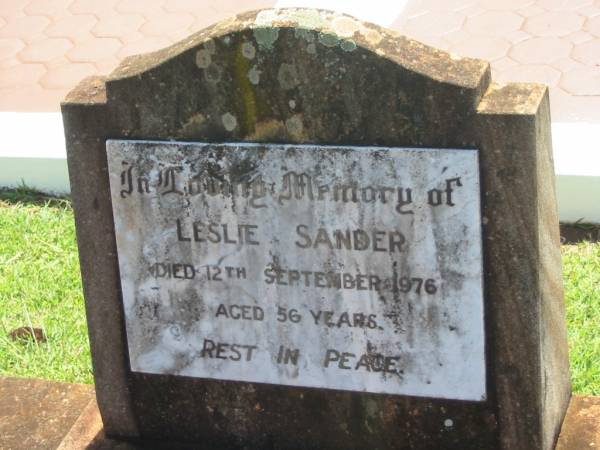 In Loving Memory of
LESLIE SANDER
DIED 12TH SEPTEMBER 1976
AGED 56 YEARS.
REST IN PEACE.